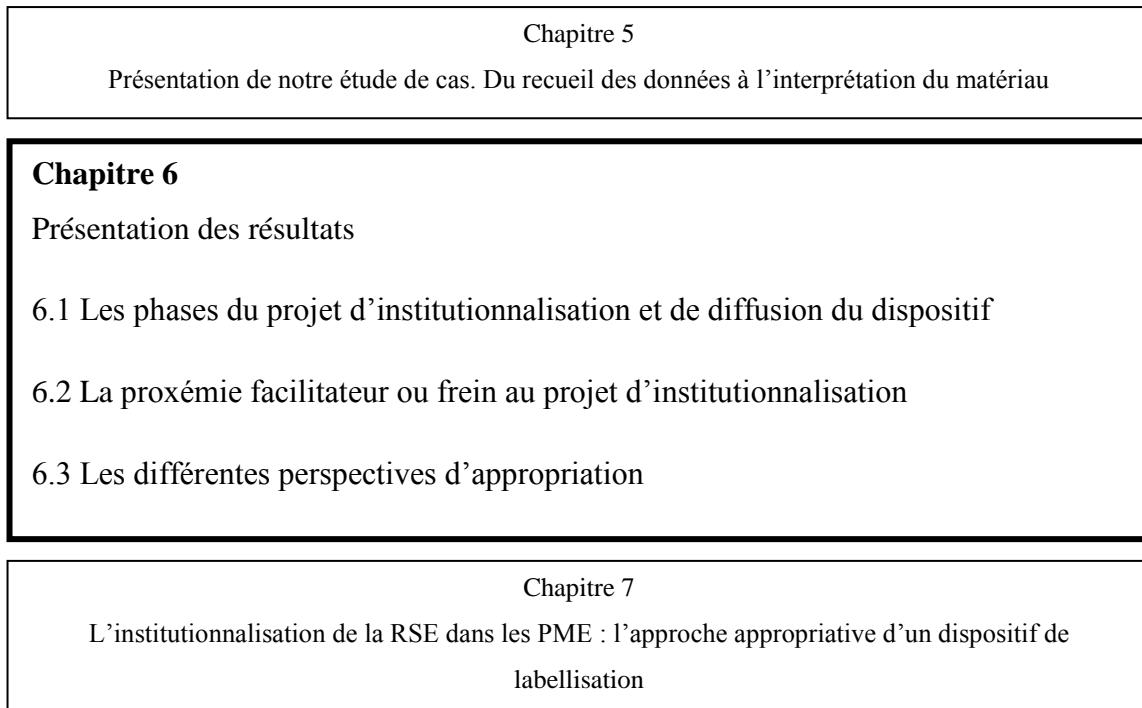 Chapitre 5
Présentation de notre étude de cas. Du recueil des données à l’interprétation du matériau
Chapitre 6
Présentation des résultats
6.1 Les phases du projet d’institutionnalisation et de diffusion du dispositif
6.2 La proxémie facilitateur ou frein au projet d’institutionnalisation
6.3 Les différentes perspectives d’appropriation
Chapitre 7
L’institutionnalisation de la RSE dans les PME : l’approche appropriative d’un dispositif de
labellisation